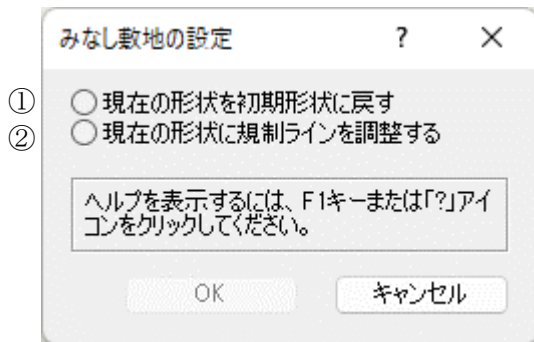 みなし敷地の設定 ?
① 現在の形状を初期形状に戻す
② 現在の形状に規制ラインを調整する
ヘルプを表示するには、F1キーまたは「?」アイ
コンをクリックしてください。
OK キャンセル